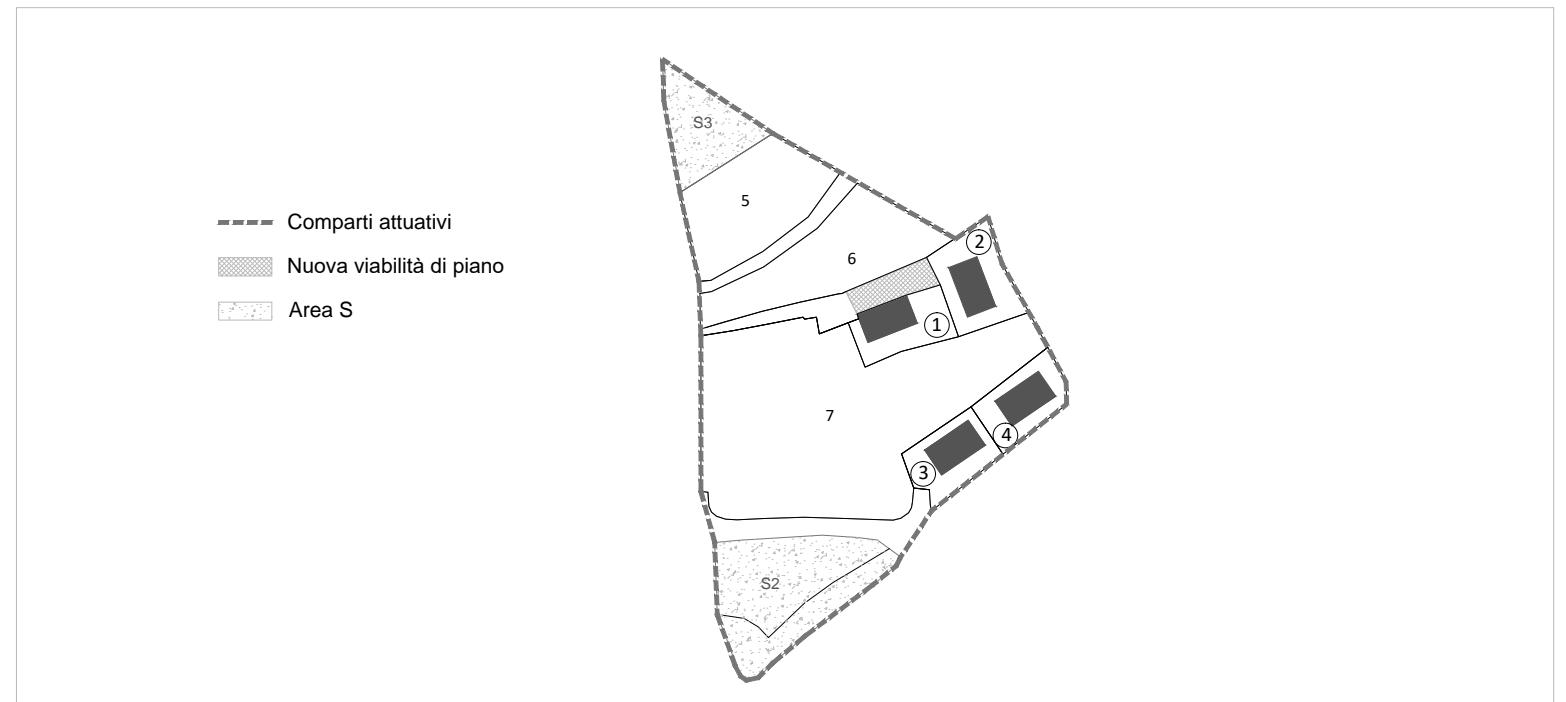 Comparti attuativi
Nuova viabilità di piano
Area S
S3
5
2
6
1
7
4
3
S2